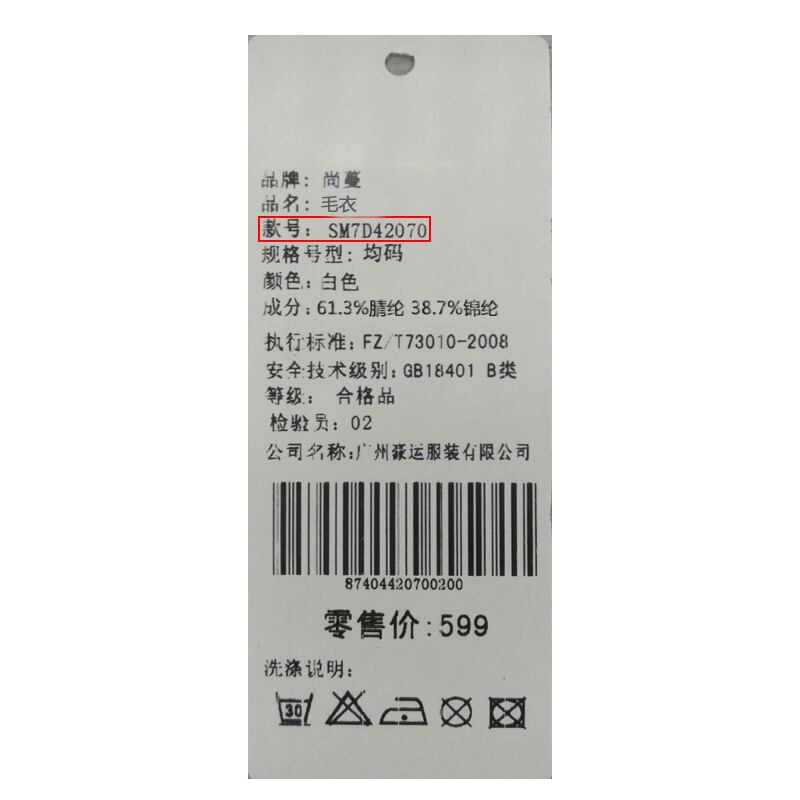 品牌: 尚蔓
品名: 毛衣
款号: SM7D42070
规格号型: 均码
颜色: 白色
成分: 61.3%腈纶 38.7%锦纶
执行标准: FZ/T73010-2008
安全技术级别: GB18401 B类
等级: 合格品
检验员: 02
公司名称:广州豪运服装有限公司
87404420700200
零售价:599
洗涤说明:
30